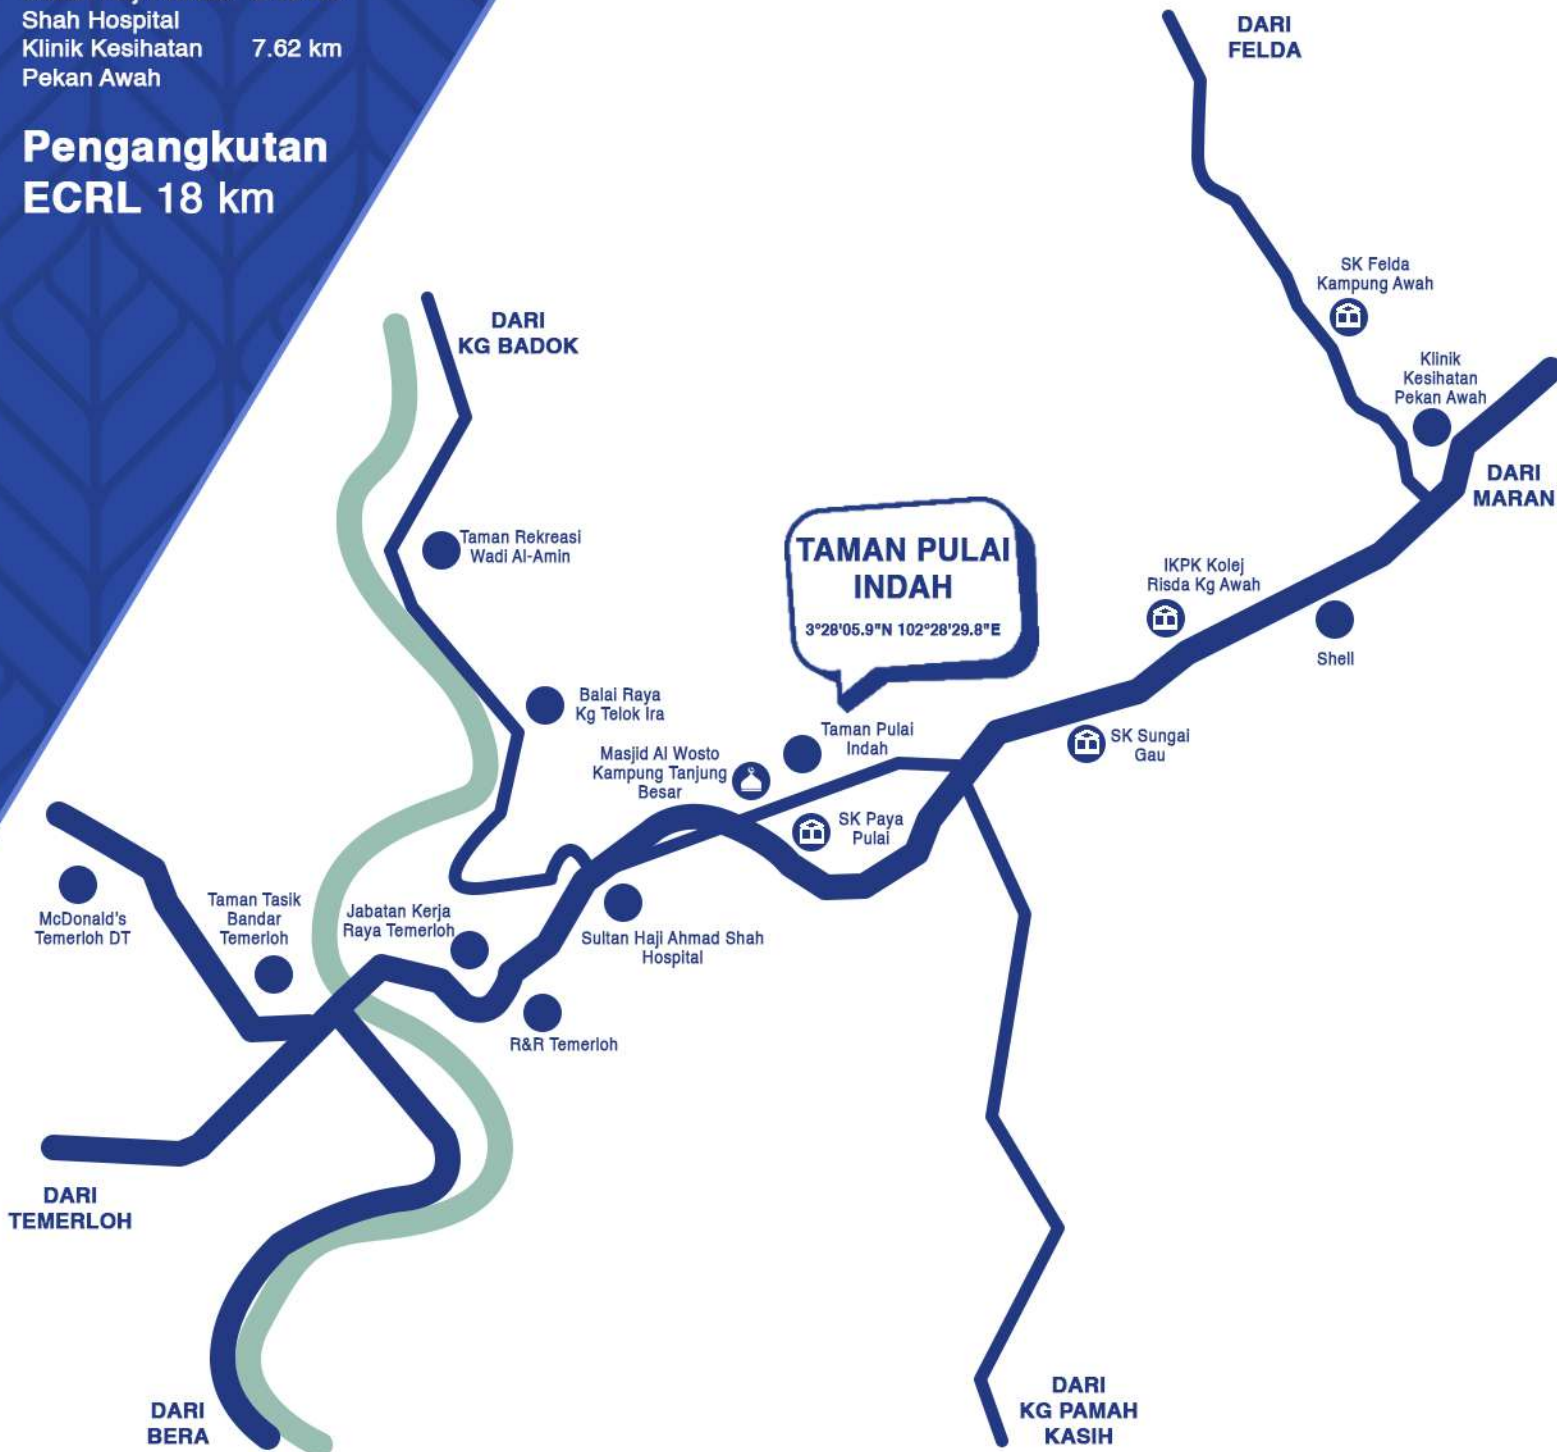 Shah Hospital
Klinik Kesihatan 7.62 km
Pekan Awah
Pengangkutan
ECRL 18 km
DARI
FELDA
SK Felda
Kampung Awah
DARI
KG BADOK
Klinik
Kesihatan
Pekan Awah
DARI
MARAN
Taman Rekreasi
Wadi Al-Amin
TAMAN PULAI
INDAH
3°28'05.9"N 102°28'29.8"E
IKPK Kolej
Risda Kg Awah
Shell
Balai Raya
Kg Telok Ira
Taman Pulai
Indah
SK Sungai
Gau
Masjid Al Wosto
Kampung Tanjung
Besar
SK Paya
Pulai
McDonald's
Temerloh DT
Taman Tasik
Bandar
Temerloh
Jabatan Kerja
Raya Temerloh
Sultan Haji Ahmad Shah
Hospital
R&R Temerloh
DARI
TEMERLOH
DARI
BERA
DARI
KG PAMAH
KASIH